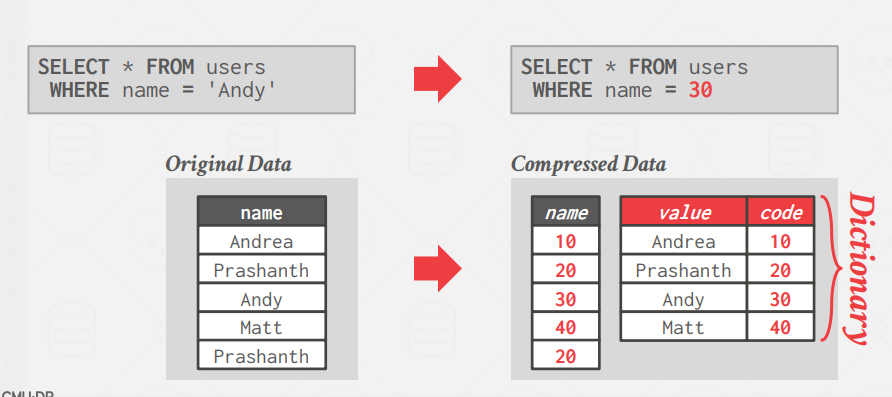 SELECT * FROM users
WHERE name = 'Andy'
SELECT * FROM users
WHERE name = 30
Original Data
name
Andrea
Prashanth
Andy
Matt
Prashanth
Compressed Data
name
10
20
30
40
20
value code
Andrea 10
Prashanth 20
Andy 30
Matt 40
Dictionary